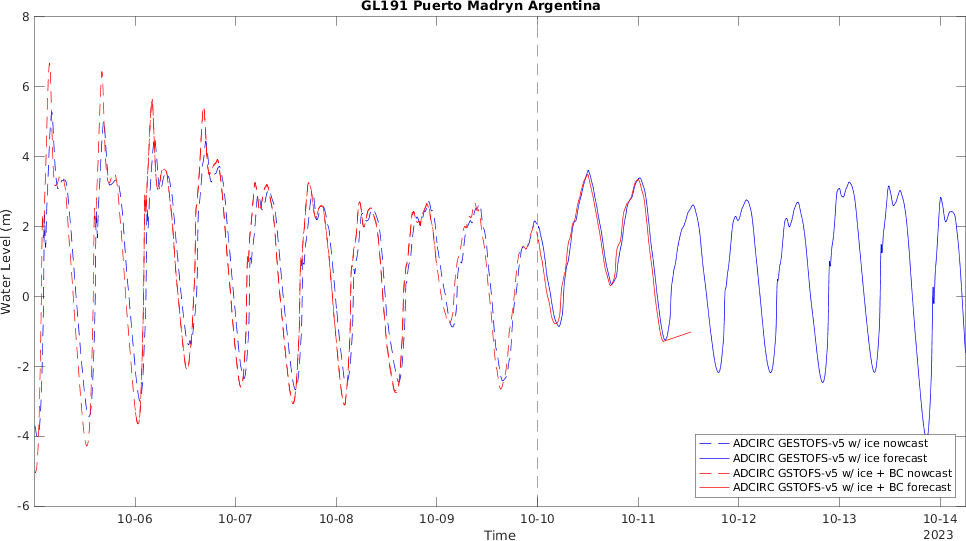 GL191 Puerto Madryn Argentina
8
6
4
2
0
-2
-4
-6
Water Level (m)
10-06 10-07 10-08 10-09 10-10 10-11 10-12 10-13 10-14
Time
2023
ADCIRC GESTOFS-v5 w/ ice nowcast
ADCIRC GESTOFS-v5 w/ ice forecast
ADCIRC GSTOFS-v5 w/ ice + BC nowcast
ADCIRC GSTOFS-v5 w/ ice + BC forecast